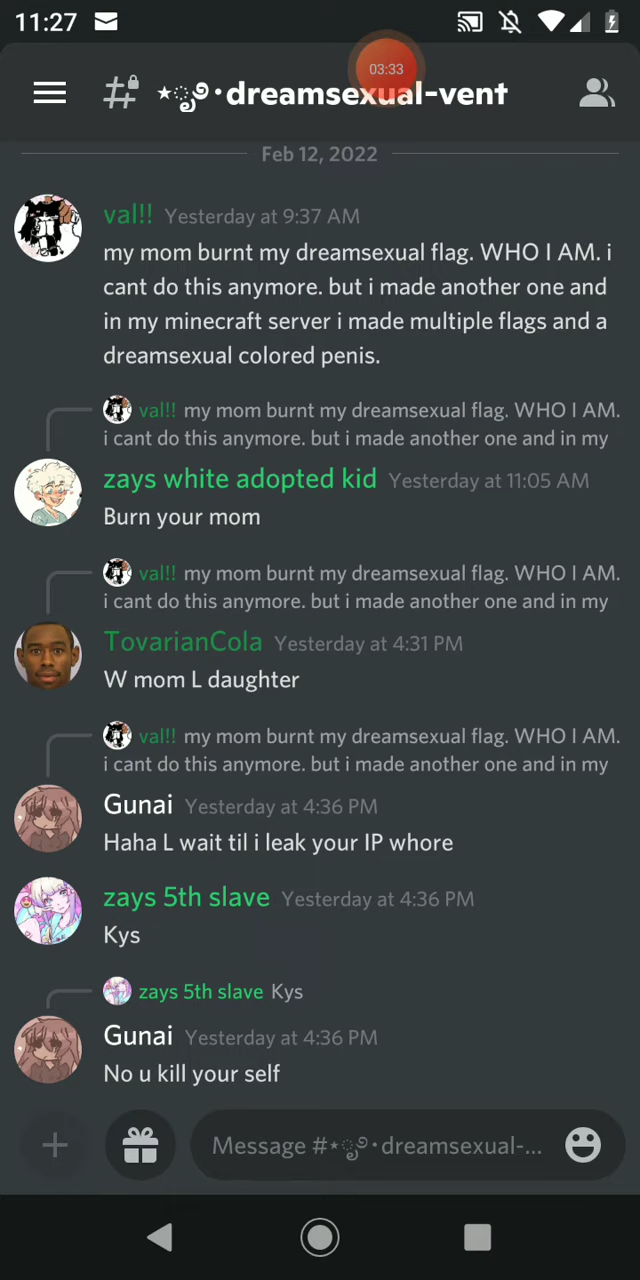 11:27
03:33
#⋆ೃ࿔・dreamsexual-vent
Feb 12, 2022
val!! Yesterday at 9:37 AM
my mom burnt my dreamsexual flag. WHO I AM. i
cant do this anymore. but i made another one and
in my minecraft server i made multiple flags and a
dreamsexual colored penis.
val!! my mom burnt my dreamsexual flag. WHO I AM.
i cant do this anymore. but i made another one and in my
zays white adopted kid Yesterday at 11:05 AM
Burn your mom
val!! my mom burnt my dreamsexual flag. WHO I AM.
i cant do this anymore. but i made another one and in my
TovarianCola Yesterday at 4:31 PM
W mom L daughter
val!! my mom burnt my dreamsexual flag. WHO I AM.
i cant do this anymore. but i made another one and in my
Gunai Yesterday at 4:36 PM
Haha L wait til i leak your IP whore
zays 5th slave Yesterday at 4:36 PM
Kys
zays 5th slave Kys
Gunai Yesterday at 4:36 PM
No u kill your self
Message #⋆ೃ࿔・dreamsexual-...